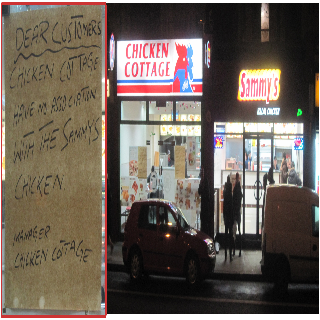 DEAR CUSTOMERS
CHICKEN COTTAGE
HAVE NO ASSOCIATION
WITH THE SAMMY'S
CHICKEN
MANAGER
CHICKEN COTTAGE
CHICKEN
COTTAGE
Sammy's